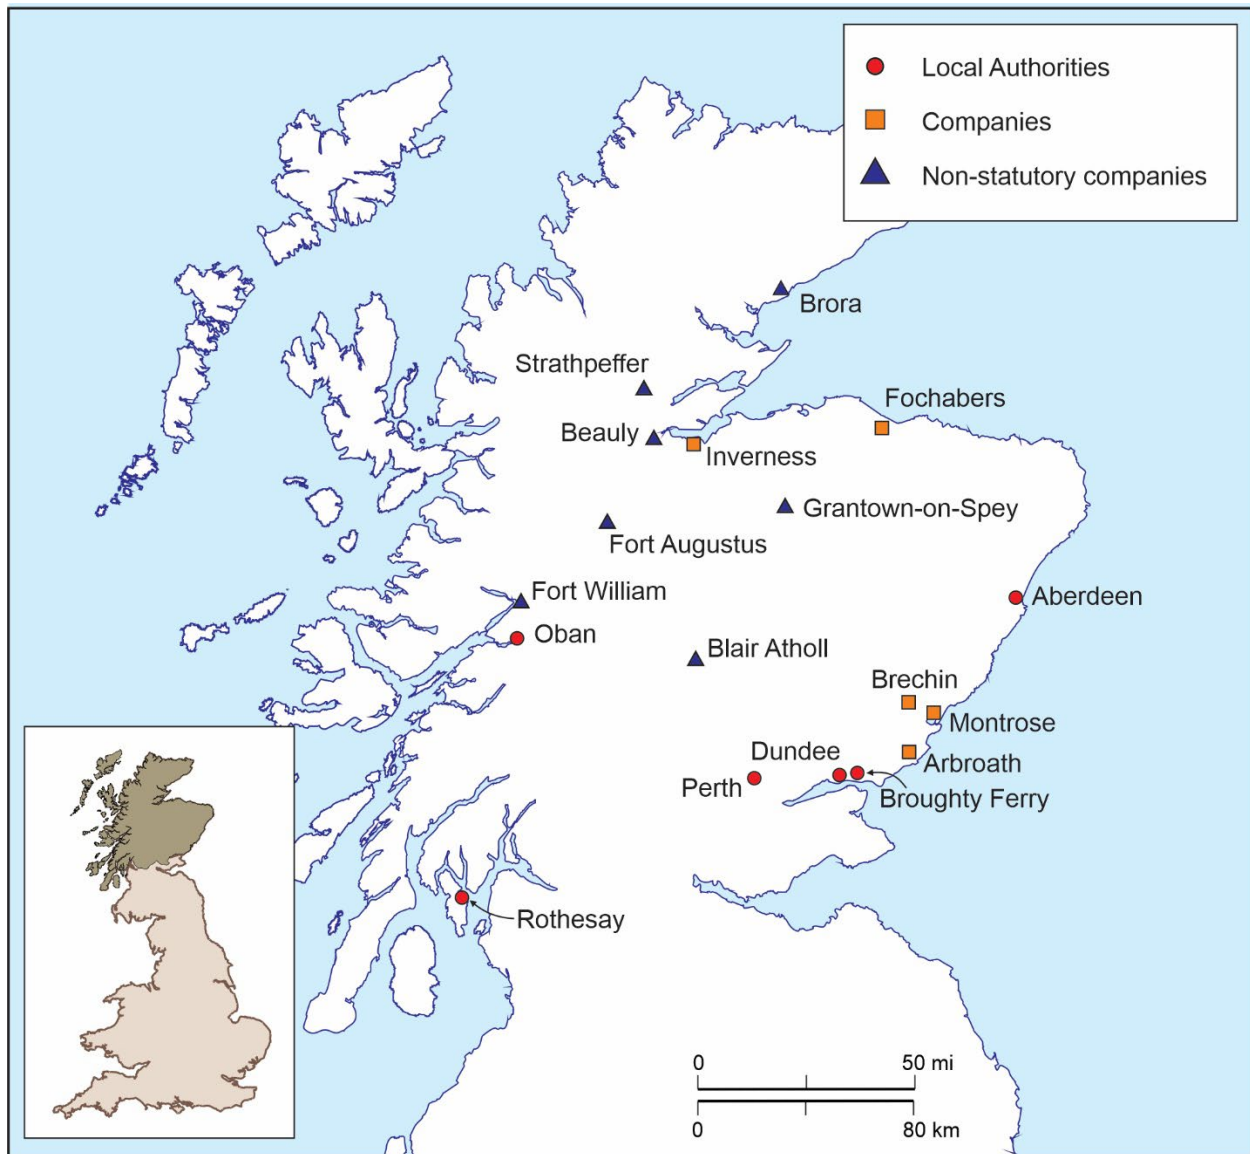 Local Authorities
Companies
Non-statutory companies
Brora
Strathpeffer
Fochabers
Beauly
Inverness
Grantown-on-Spey
Fort Augustus
Fort William
Aberdeen
Oban
Blair Atholl
Brechin
Montrose
Dundee
Arbroath
Perth
Broughty Ferry
Rothesay
0 50 mi
0 80 km